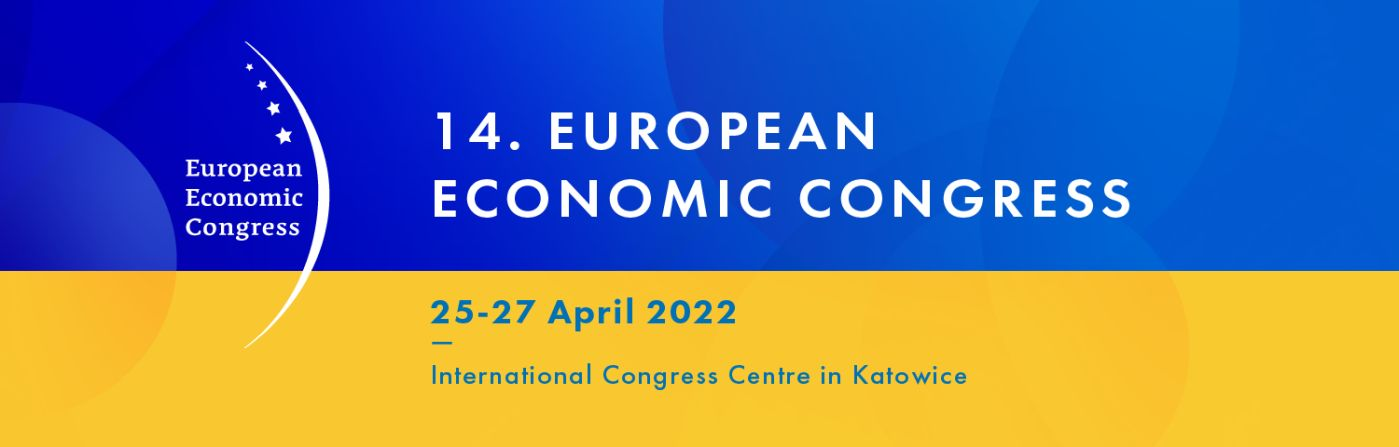 European
Economic
Congress
14. EUROPEAN
ECONOMIC CONGRESS
25-27 April 2022
International Congress Centre in Katowice